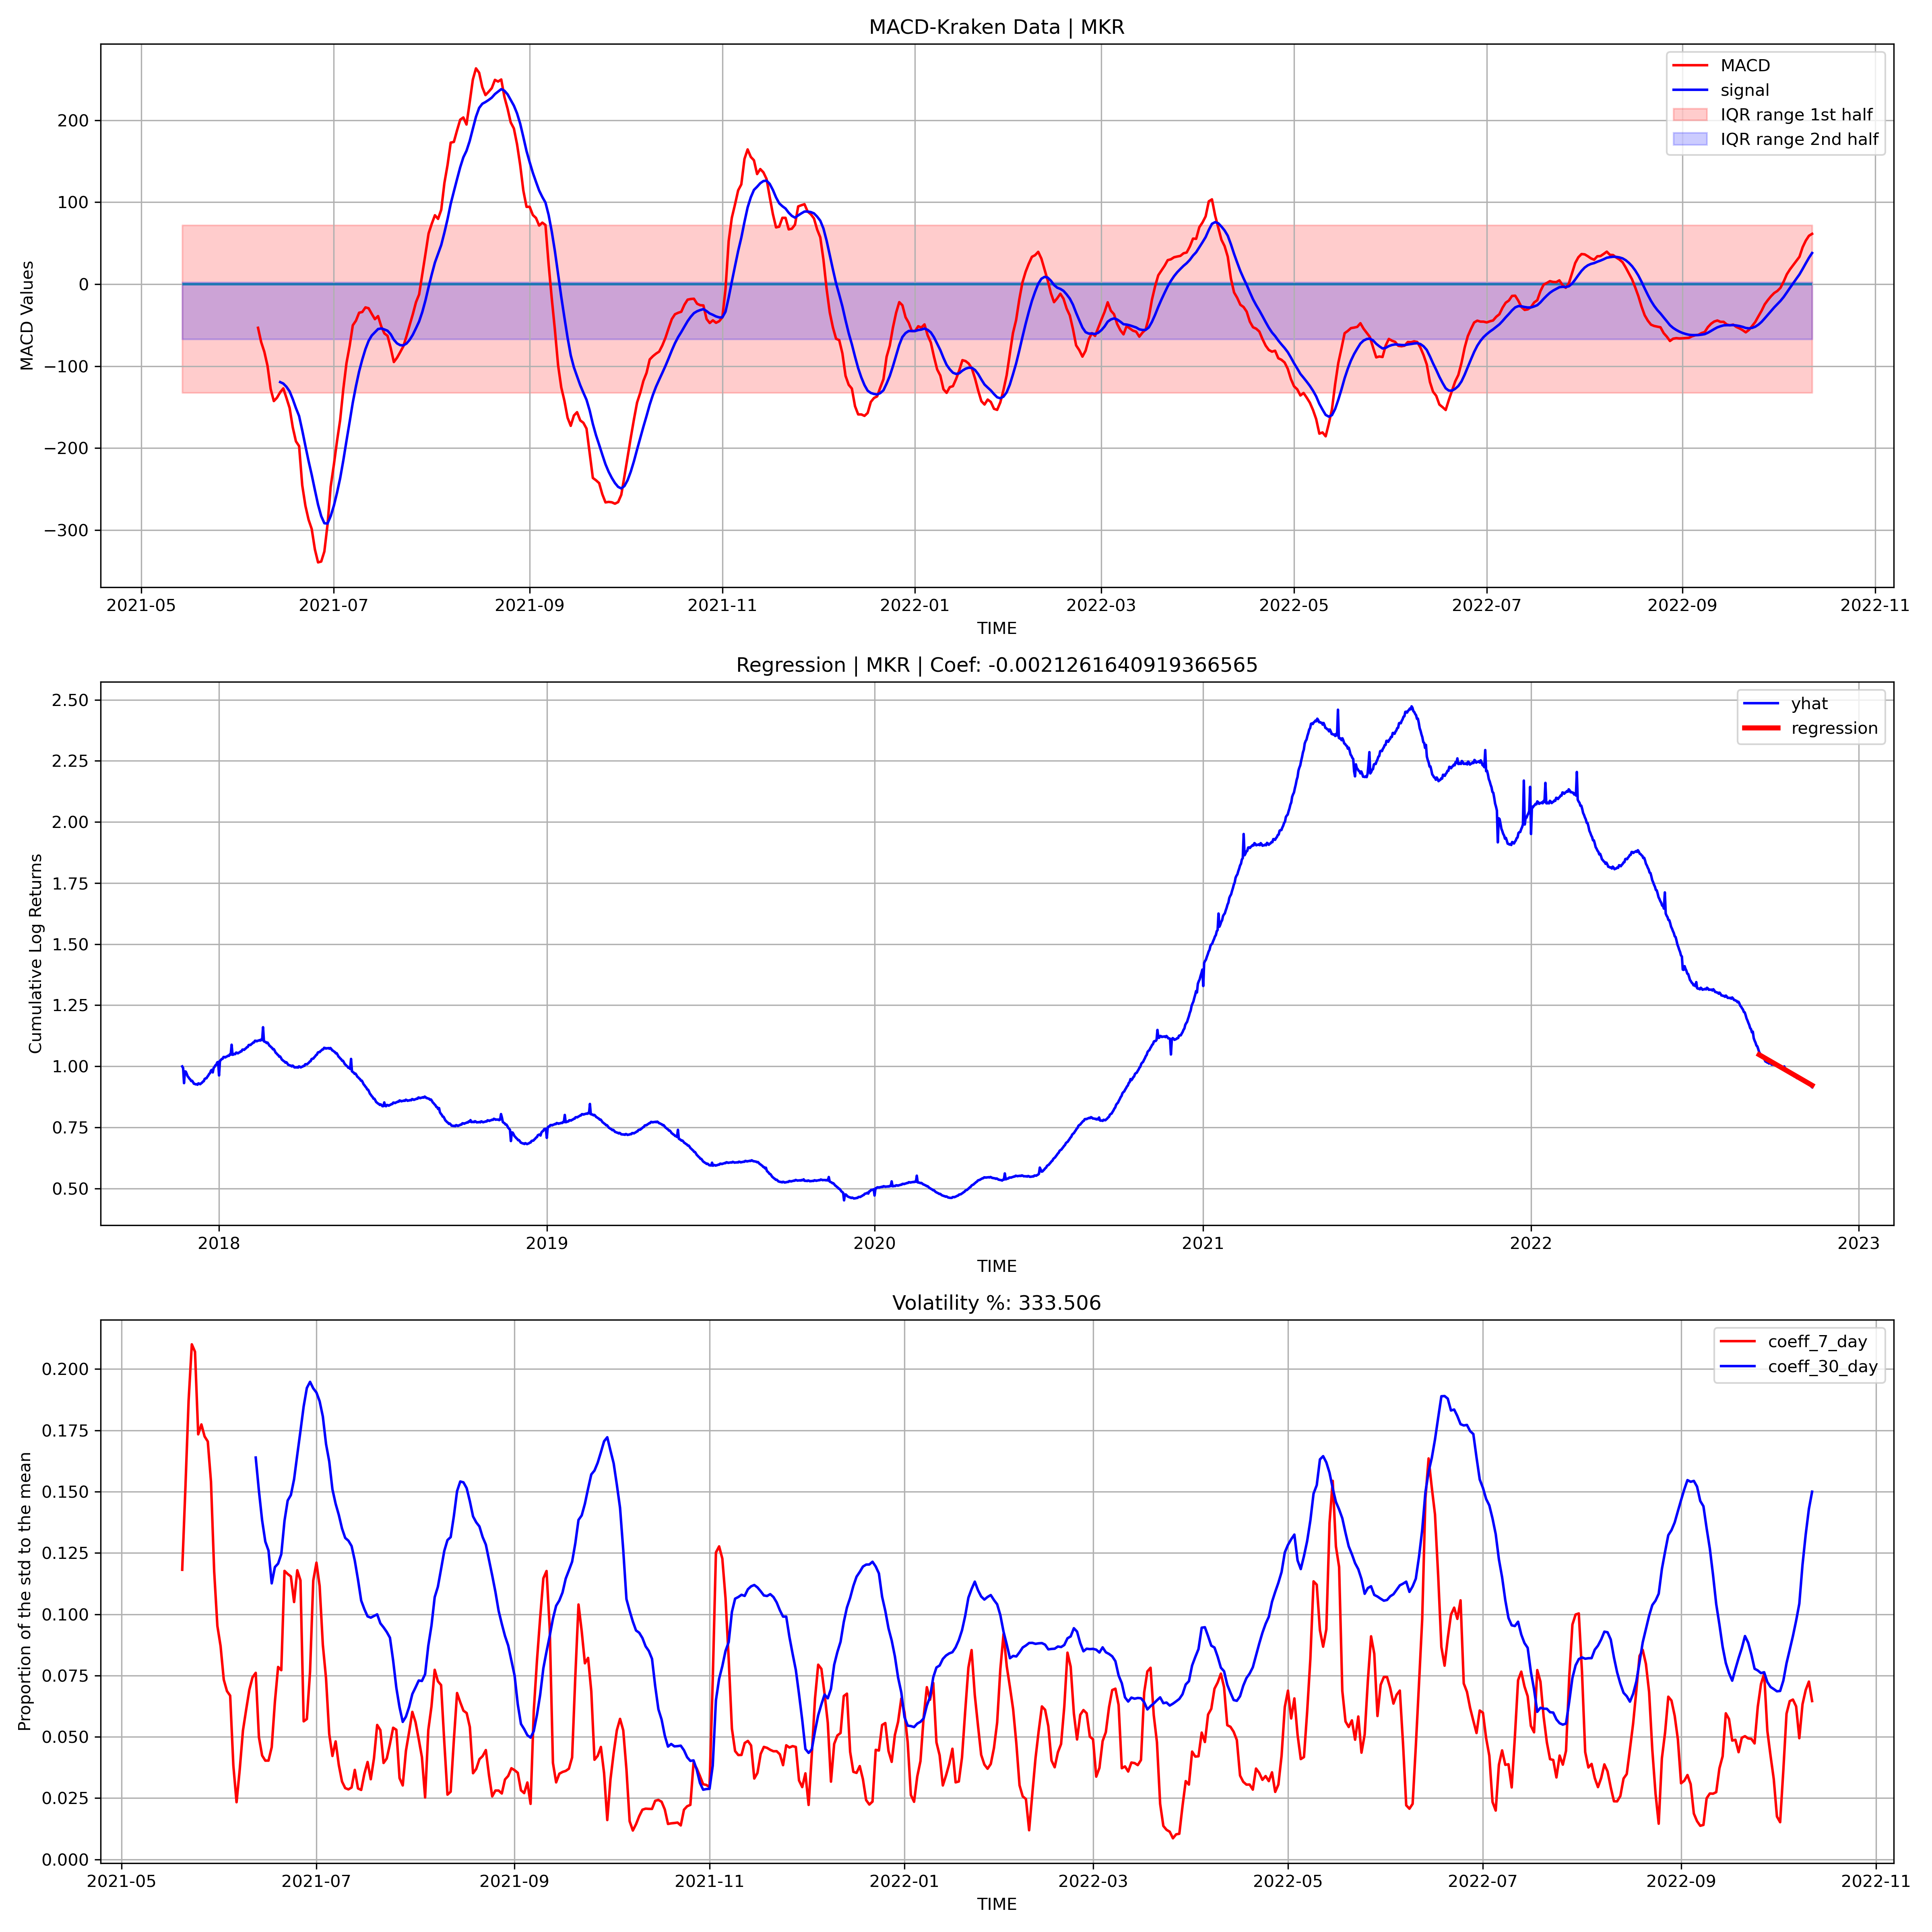 MACD-Kraken Data | MKR
MACD
signal
IQR range 1st half
IQR range 2nd half
MACD Values
200
100
0
−100
−200
−300
2021-05 2021-07 2021-09 2021-11 2022-01 2022-03 2022-05 2022-07 2022-09 2022-11
TIME
Regression | MKR | Coef: -0.0021261640919366565
yhat
regression
Cumulative Log Returns
2.50
2.25
2.00
1.75
1.50
1.25
1.00
0.75
0.50
2018 2019 2020 2021 2022 2023
TIME
Volatility %: 333.506
coeff_7_day
coeff_30_day
Proportion of the std to the mean
0.200
0.175
0.150
0.125
0.100
0.075
0.050
0.025
0.000
2021-05 2021-07 2021-09 2021-11 2022-01 2022-03 2022-05 2022-07 2022-09 2022-11
TIME